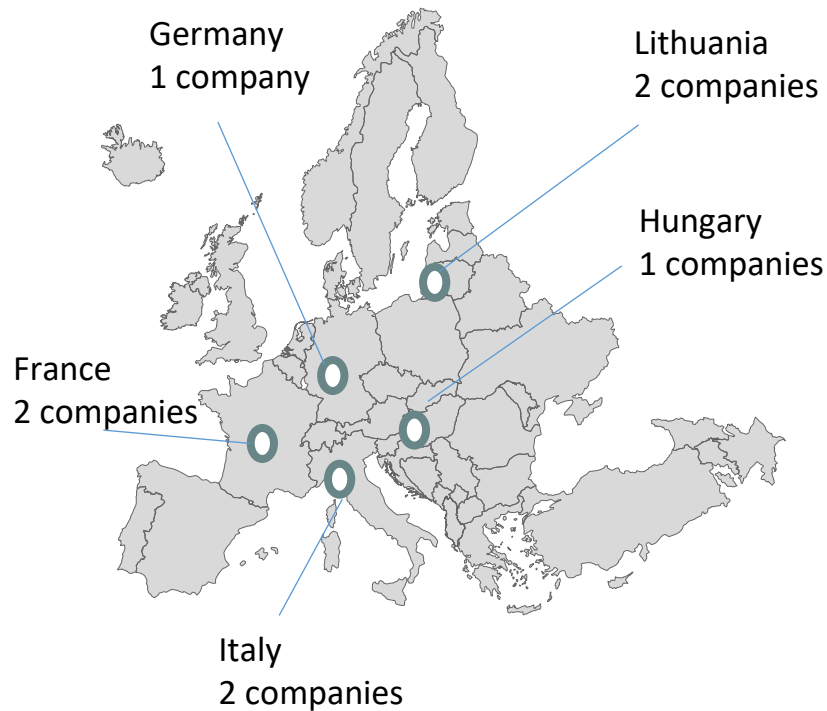 Germany
1 company
Lithuania
2 companies
Hungary
1 companies
France
2 companies
Italy
2 companies